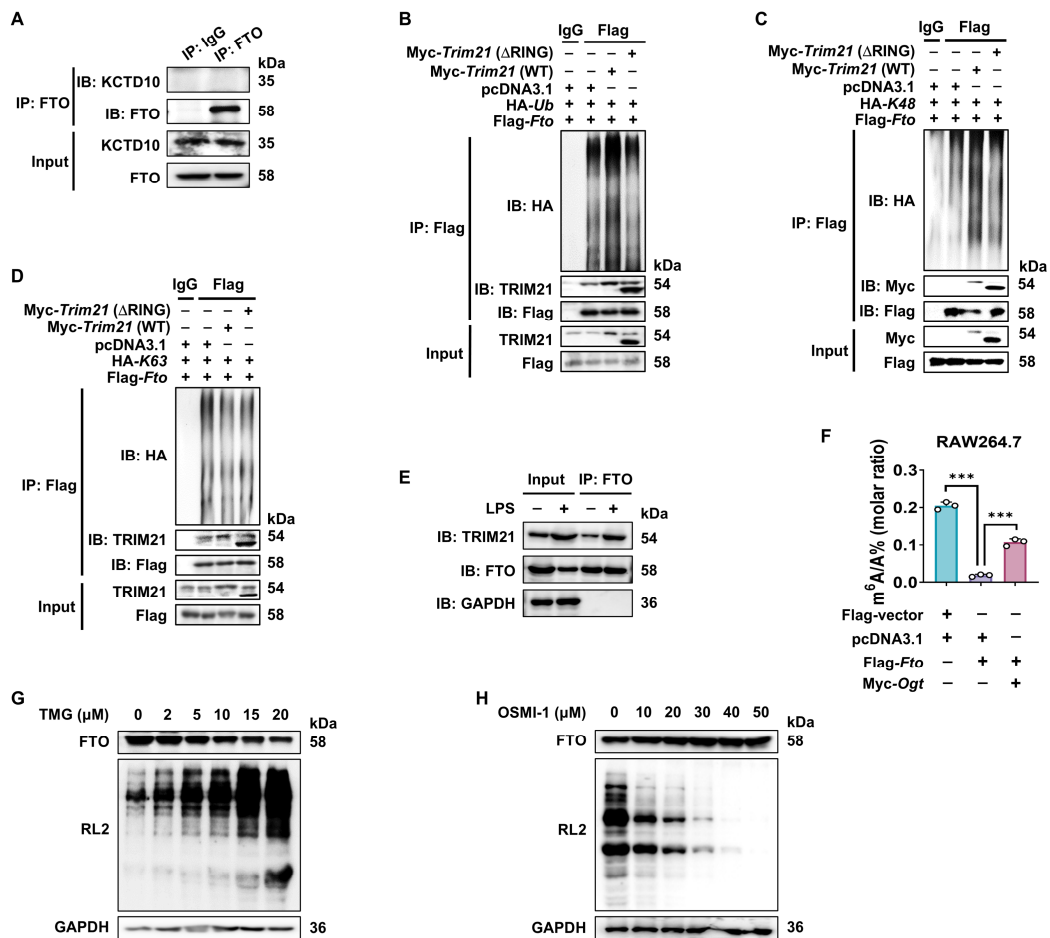 A
IP: IgG
IP: FTO
kDa
IP: FTO
IB: KCTD10
35
IB: FTO
58
Input
KCTD10
35
FTO
58
B
IgG Flag
Myc-Trim21 (ΔRING) – – – +
Myc-Trim21 (WT) – – + –
pcDNA3.1 + + – –
HA-Ub + + + +
Flag-Fto + + + +
IP: Flag
IB: HA
kDa
IB: TRIM21 54
IB: Flag 58
Input
TRIM21 54
Flag 58
C
IgG Flag
Myc-Trim21 (ΔRING) – – – +
Myc-Trim21 (WT) – – + –
pcDNA3.1 + + – –
HA-K48 + + + +
Flag-Fto + + + +
IP: Flag
IB: HA
kDa
IB: Myc 54
IB: Flag 58
Input
Myc 54
Flag 58
D
IgG Flag
Myc-Trim21 (ΔRING) – – – +
Myc-Trim21 (WT) – – + –
pcDNA3.1 + + – –
HA-K63 + + + +
Flag-Fto + + + +
IP: Flag
IB: HA
kDa
IB: TRIM21 54
IB: Flag 58
Input
TRIM21 54
Flag 58
E
Input IP: FTO
LPS – + – + kDa
IB: TRIM21 54
IB: FTO 58
IB: GAPDH 36
F
RAW264.7
m⁶A/A% (molar ratio)
0.3
0.2
0.1
0.0
*** ***
Flag-vector + – –
pcDNA3.1 + + –
Flag-Fto – + +
Myc-Ogt – – +
G
TMG (μM) 0 2 5 10 15 20 kDa
FTO 58
RL2
GAPDH 36
H
OSMI-1 (μM) 0 10 20 30 40 50 kDa
FTO 58
RL2
GAPDH 36